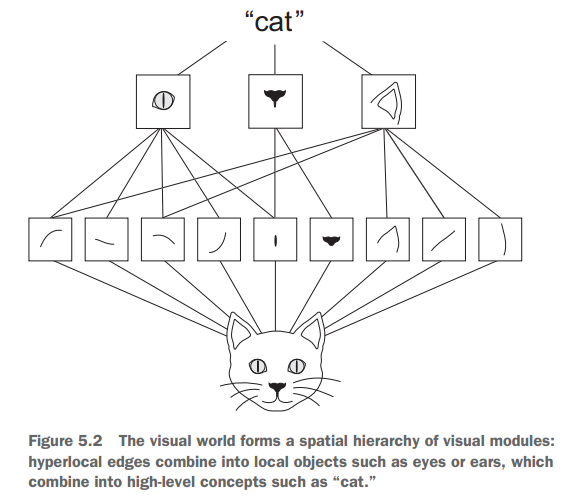 “cat”
Figure 5.2 The visual world forms a spatial hierarchy of visual modules:
hyperlocal edges combine into local objects such as eyes or ears, which
combine into high-level concepts such as “cat.”